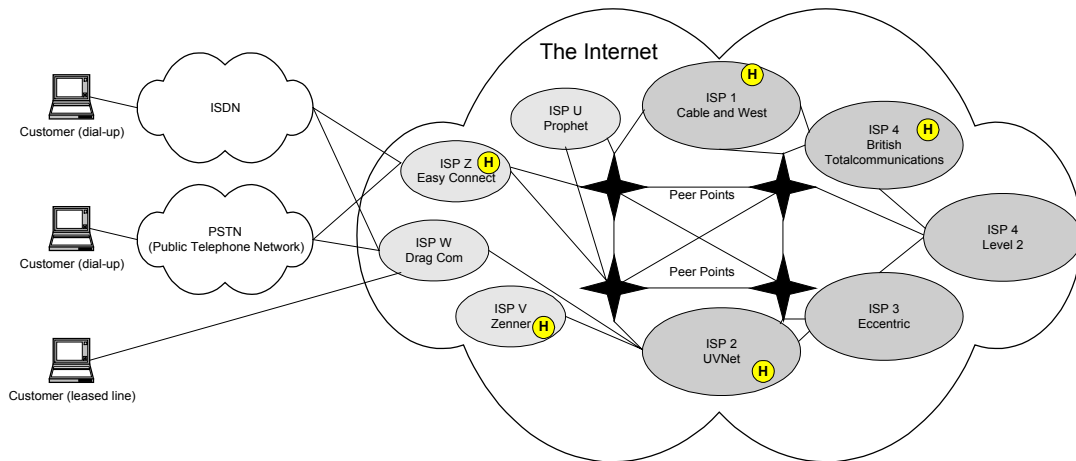 The Internet
ISDN
Customer (dial-up)
PSTN
(Public Telephone Network)
Customer (dial-up)
Customer (leased line)
ISP U
Prophet
ISP Z
Easy Connect
H
ISP W
Drag Com
ISP V
Zenner
H
H
ISP 1
Cable and West
ISP 4
British
Totalcommunications
H
Peer Points
Peer Points
ISP 4
Level 2
ISP 3
Eccentric
ISP 2
UVNet
H